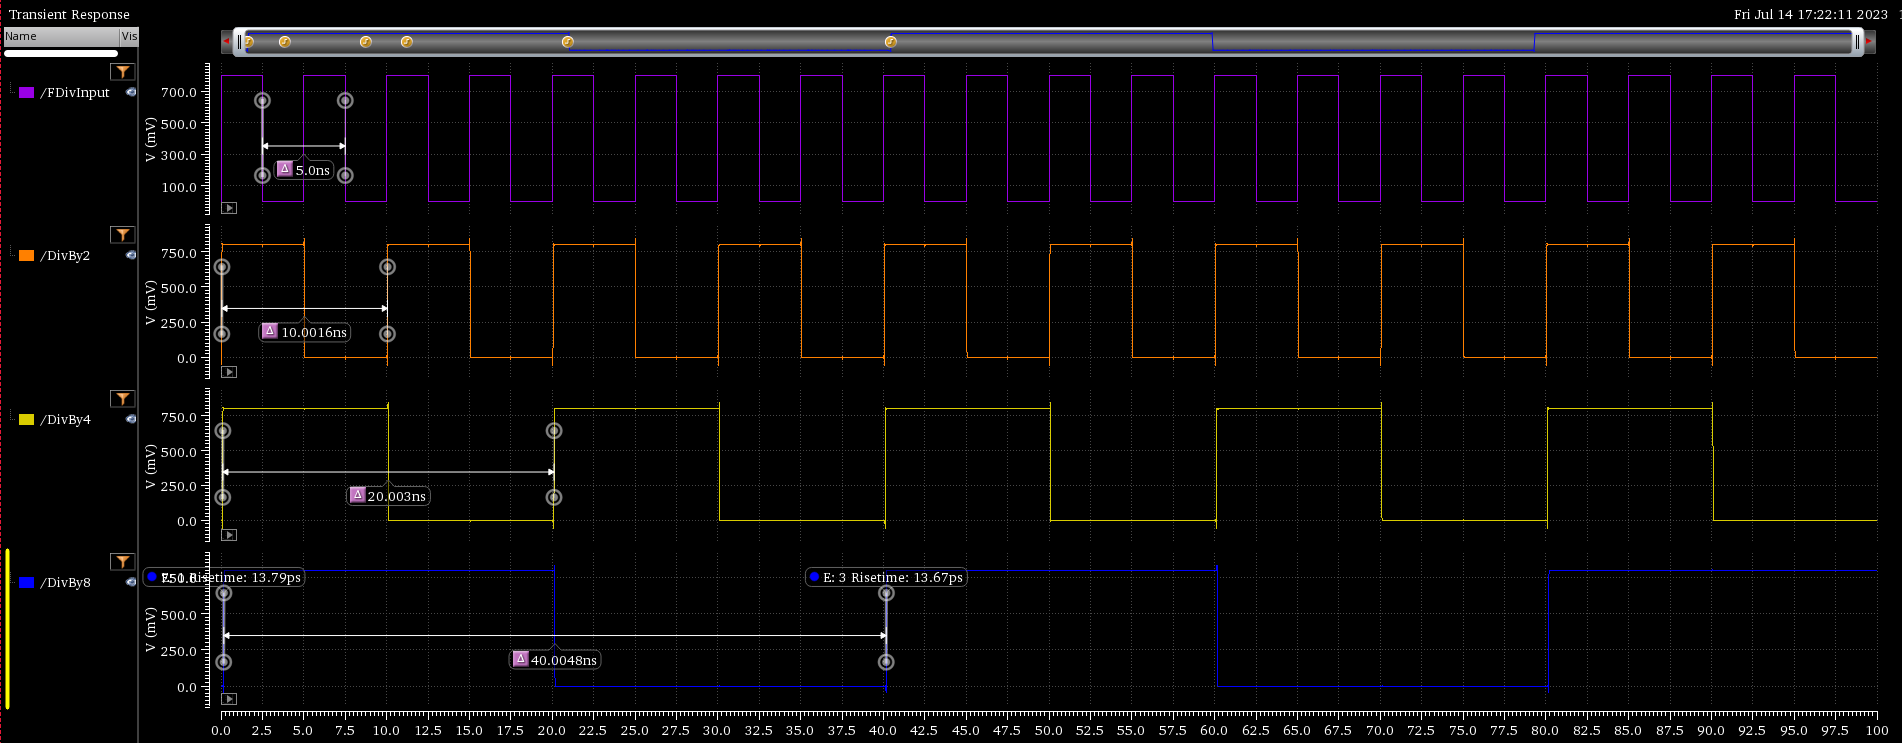 Transient Response
Fri Jul 14 17:22:11 2023
Name Vis
/FDivInput
V (mV)
700.0
500.0
300.0
100.0
Δ 5.0ns
/DivBy2
V (mV)
750.0
500.0
250.0
0.0
Δ 10.0016ns
/DivBy4
V (mV)
750.0
500.0
250.0
0.0
Δ 20.003ns
/DivBy8
V (mV)
Risetime: 13.79ps
E: 3 Risetime: 13.67ps
500.0
250.0
0.0
Δ 40.0048ns
0.0 2.5 5.0 7.5 10.0 12.5 15.0 17.5 20.0 22.5 25.0 27.5 30.0 32.5 35.0 37.5 40.0 42.5 45.0 47.5 50.0 52.5 55.0 57.5 60.0 62.5 65.0 67.5 70.0 72.5 75.0 77.5 80.0 82.5 85.0 87.5 90.0 92.5 95.0 97.5 100